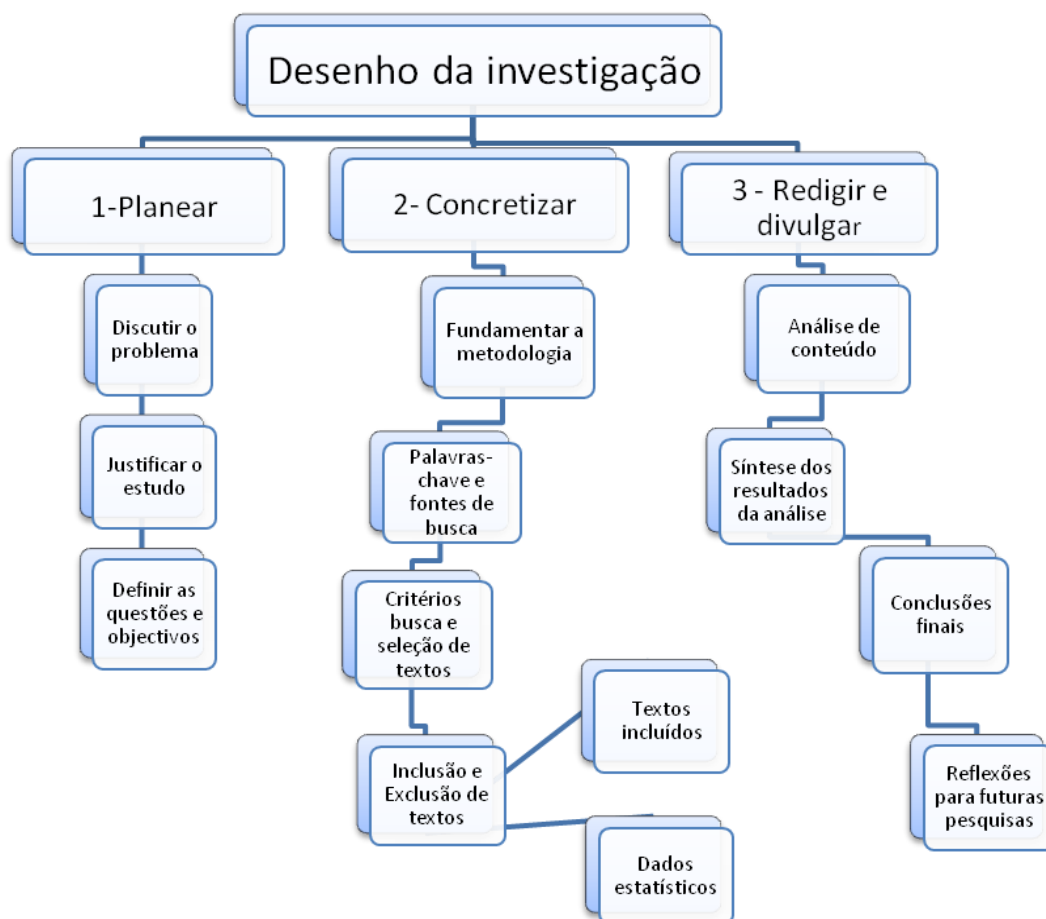 Desenho da investigação
1-Planear
2- Concretizar
3 - Redigir e
divulgar
Discutir o
problema
Justificar o
estudo
Definir as
questões e
objectivos
Fundamentar a
metodologia
Palavras-
chave e
fontes de
busca
Critérios
busca e
seleção de
textos
Inclusão e
Exclusão de
textos
Textos
incluídos
Dados
estatísticos
Análise de
conteúdo
Síntese dos
resultados
da análise
Conclusões
finais
Reflexões
para futuras
pesquisas